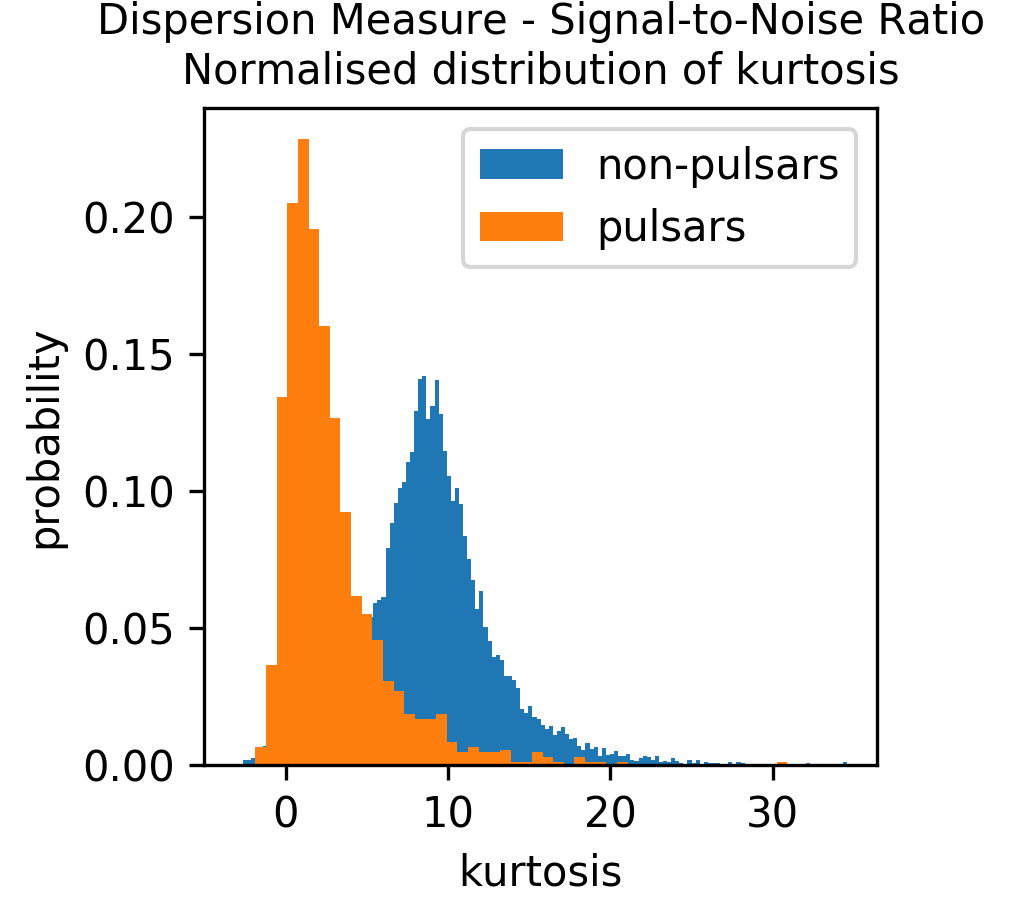 Dispersion Measure - Signal-to-Noise Ratio
Normalised distribution of kurtosis
non-pulsars
pulsars
probability
0.20
0.15
0.10
0.05
0.00
0 10 20 30
kurtosis